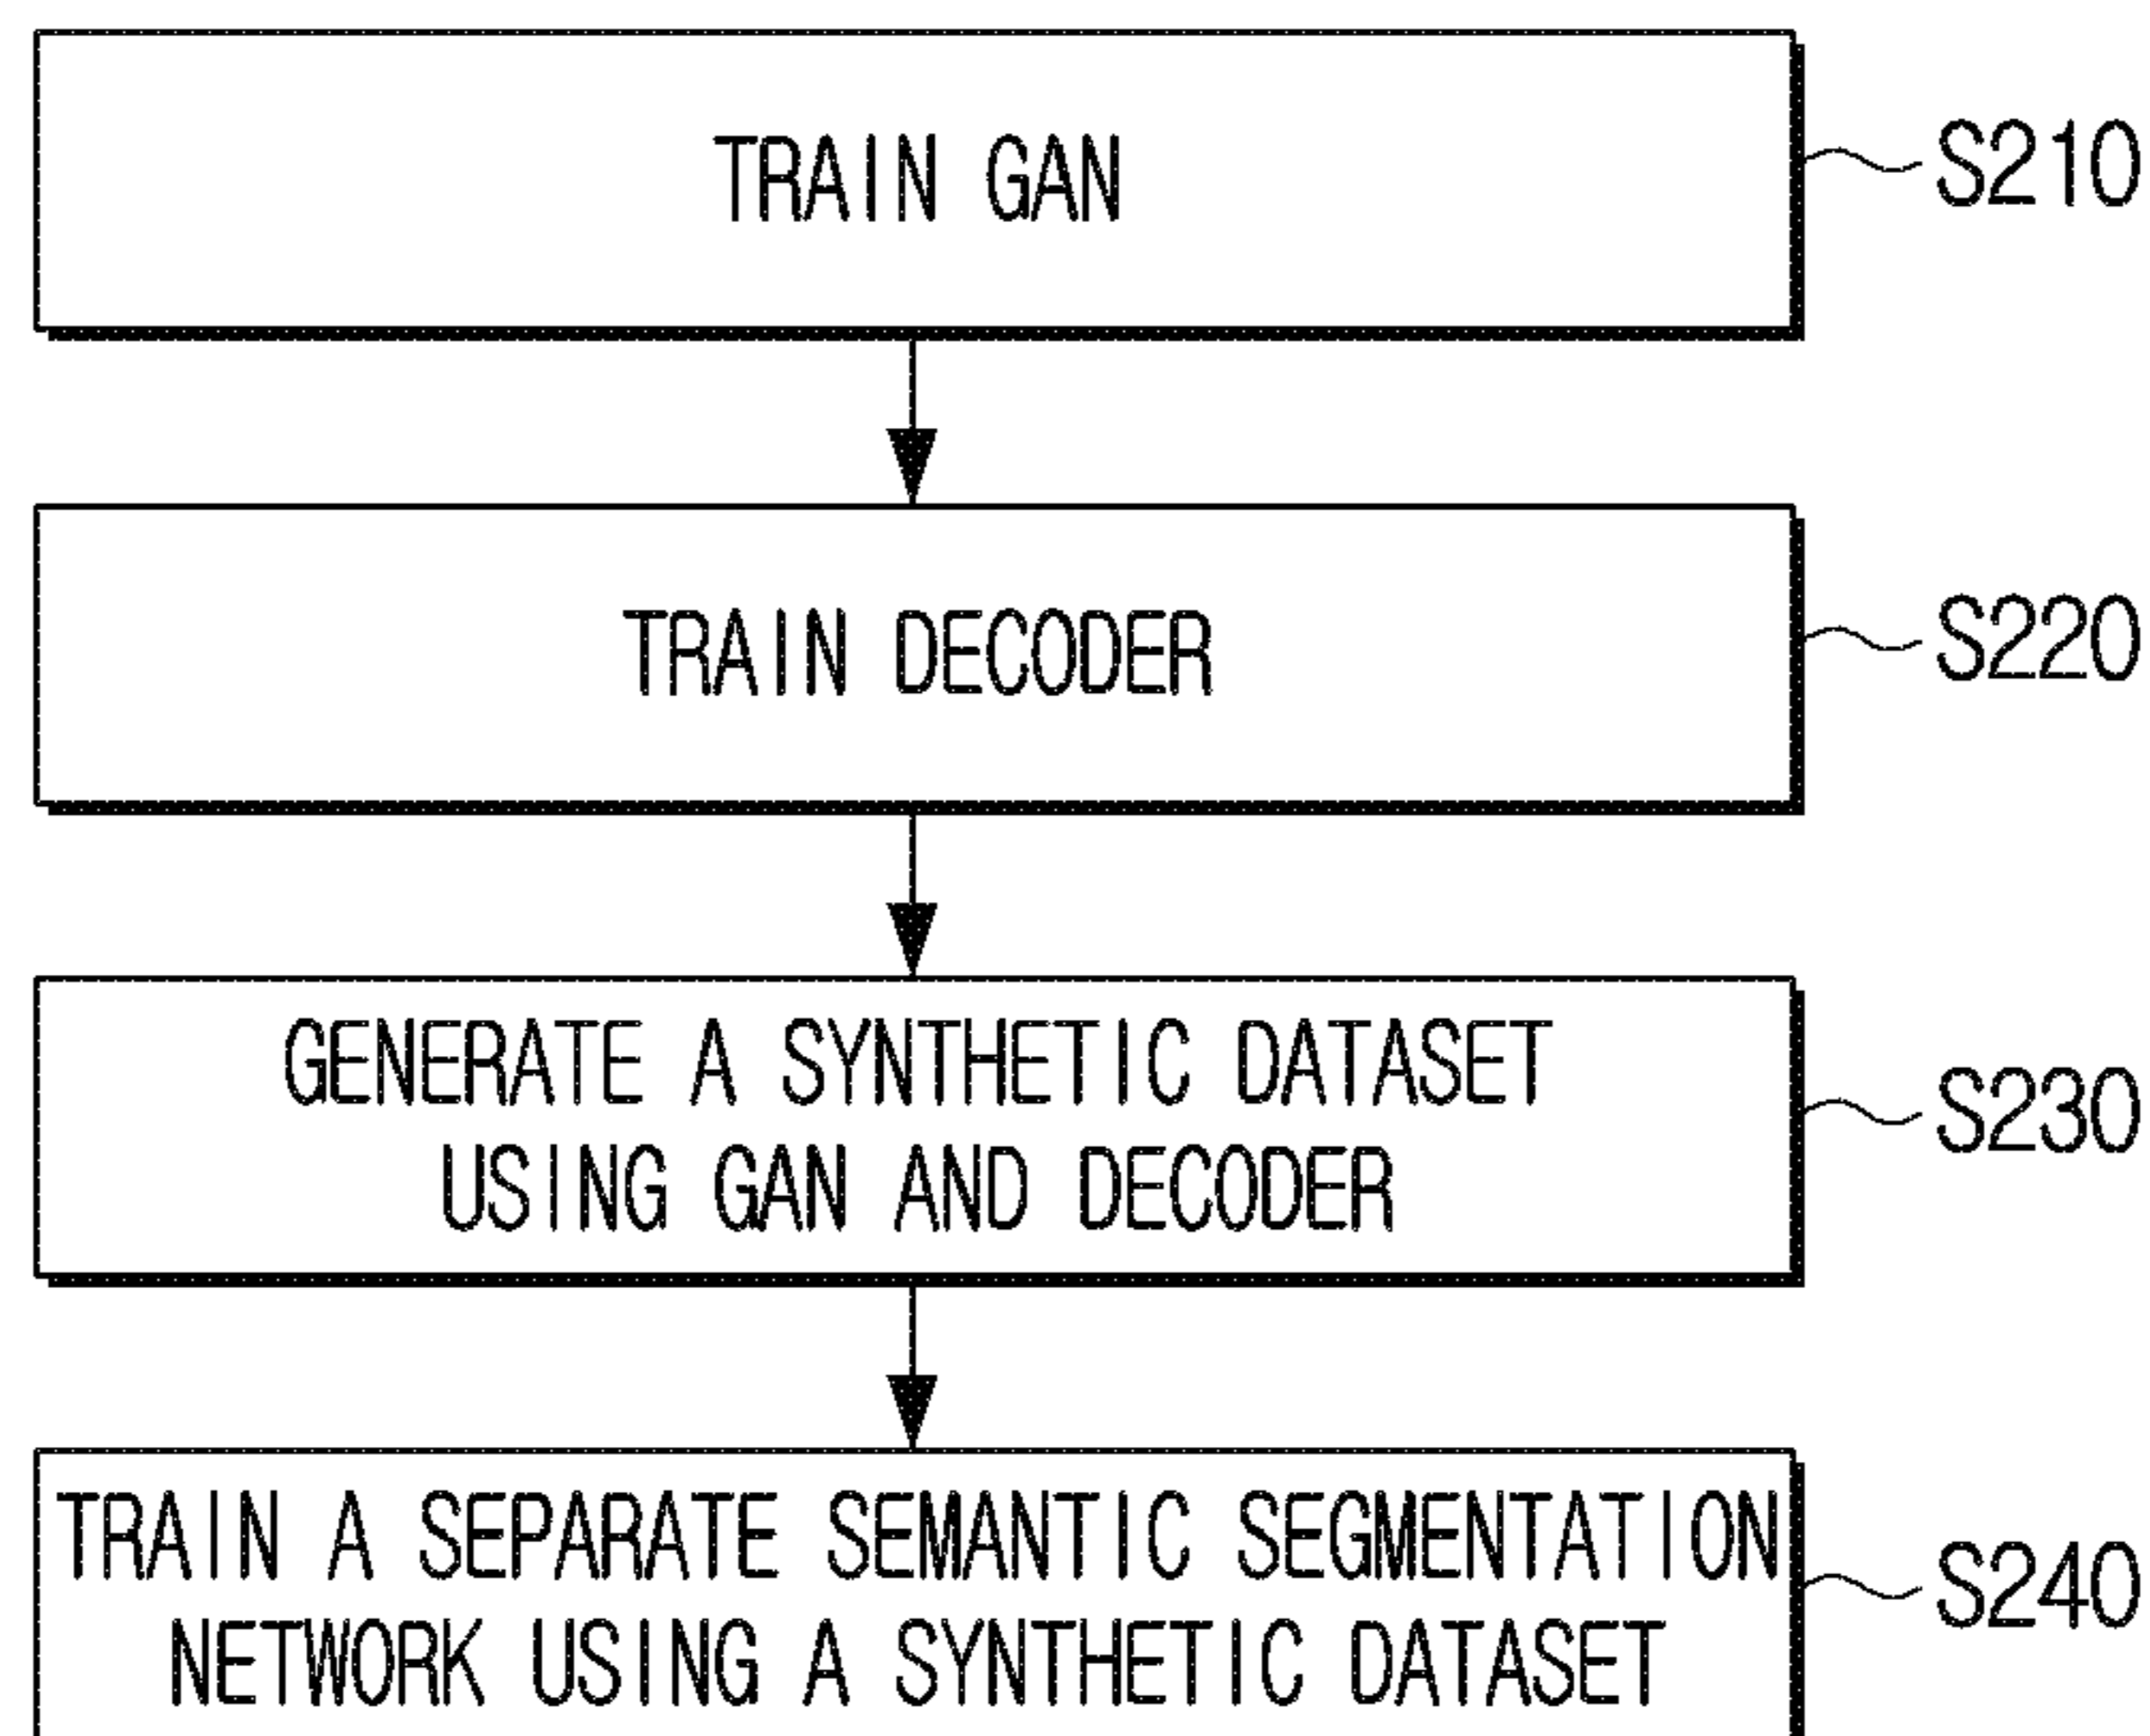 TRAIN GAN
S210
TRAIN DECODER
S220
GENERATE A SYNTHETIC DATASET
USING GAN AND DECODER
S230
TRAIN A SEPARATE SEMANTIC SEGMENTATION
NETWORK USING A SYNTHETIC DATASET
S240